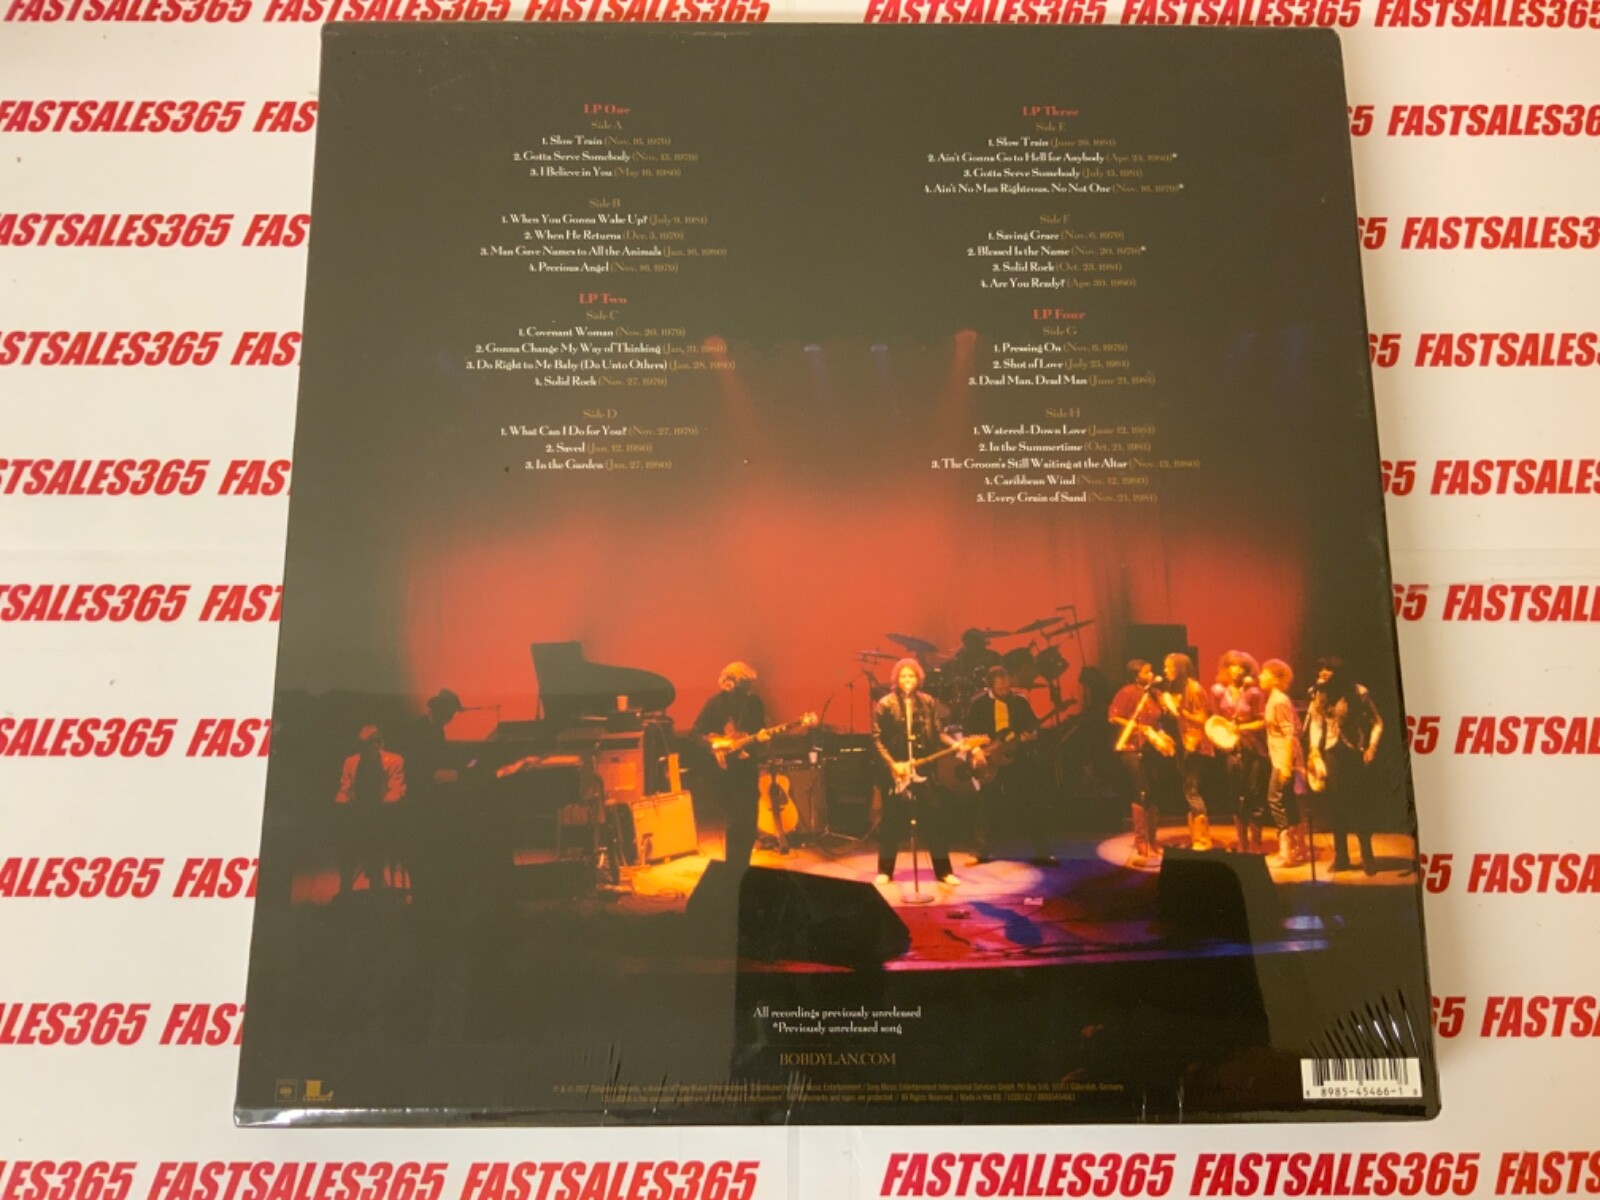 FASTSALES365 FASTSALES365 FASTSALES365
LP One
Side A
1. Slow Train (Nov. 16, 1979)
2. Gotta Serve Somebody (Nov. 15, 1979)
3. I Believe in You (May 16, 1980)
Side B
1. When You Gonna Wake Up? (July 9, 1981)
2. When He Returns (Dec. 5, 1979)
3. Man Gave Names to All the Animals (Jan. 16, 1980)
4. Precious Angel (Nov. 16, 1979)
LP Two
Side C
1. Covenant Woman (Nov. 20, 1979)
2. Gonna Change My Way of Thinking (Jan. 31, 1980)
3. Do Right to Me Baby (Do Unto Others) (Jan. 28, 1980)
4. Solid Rock (Nov. 27, 1979)
Side D
1. What Can I Do for You? (Nov. 27, 1979)
2. Saved (Jan. 12, 1980)
3. In the Garden (Jan. 27, 1980)
LP Three
Side E
1. Slow Train (June 29, 1981)
2. Ain't Gonna Go to Hell for Anybody (Apr. 24, 1980)*
3. Gotta Serve Somebody (July 15, 1981)
4. Ain't No Man Righteous, No Not One (Nov. 16, 1979)*
Side F
1. Saving Grace (Nov. 6, 1979)
2. Blessed Is the Name (Nov. 20, 1979)*
3. Solid Rock (Oct. 23, 1981)
4. Are You Ready? (Apr. 30, 1980)
LP Four
Side G
1. Pressing On (Nov. 6, 1979)
2. Shot of Love (July 25, 1981)
3. Dead Man, Dead Man (June 21, 1981)
Side H
1. Watered-Down Love (June 12, 1981)
2. In the Summertime (Oct. 21, 1981)
3. The Groom's Still Waiting at the Altar (Nov. 13, 1980)
4. Caribbean Wind (Nov. 12, 1980)
5. Every Grain of Sand (Nov. 21, 1981)
All recordings previously unreleased
*Previously unreleased song
BOBDYLAN.COM
8 8985-45466-1 8
FASTSALES365 FASTSALES365 FASTSALES365